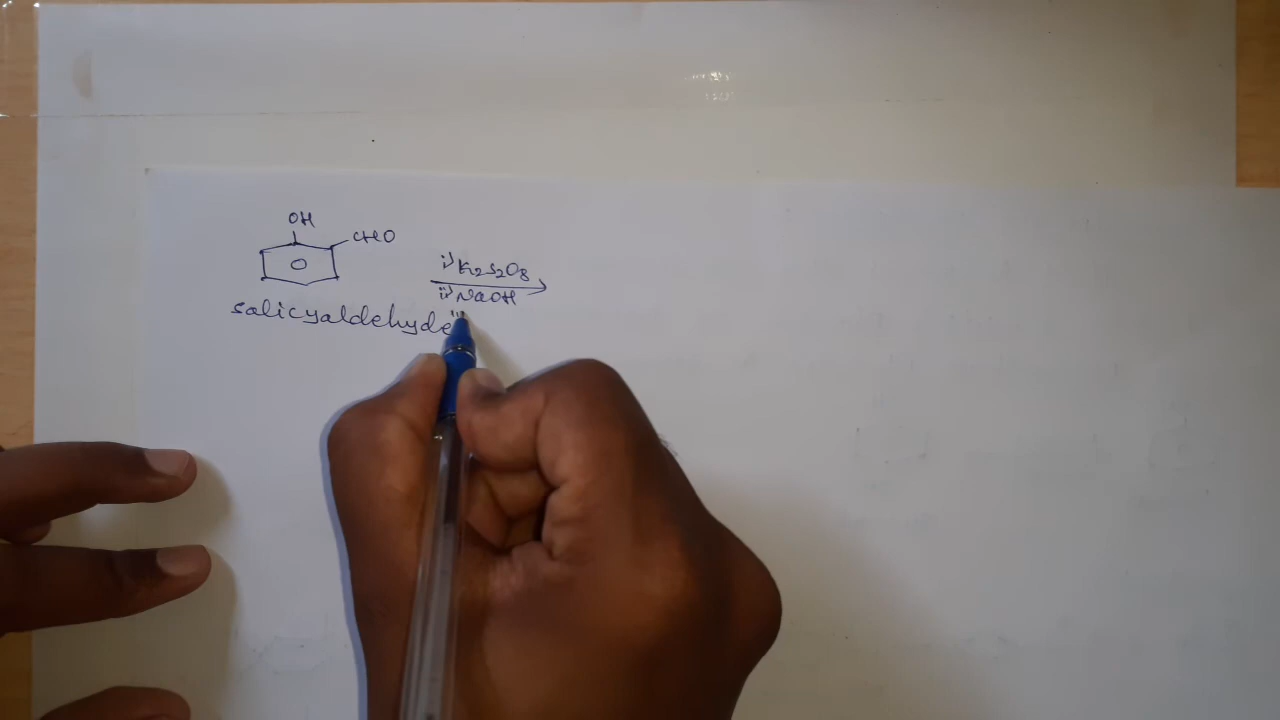 OH
CHO
i) K2S2O8
ii) NaOH
salicyaldehyde